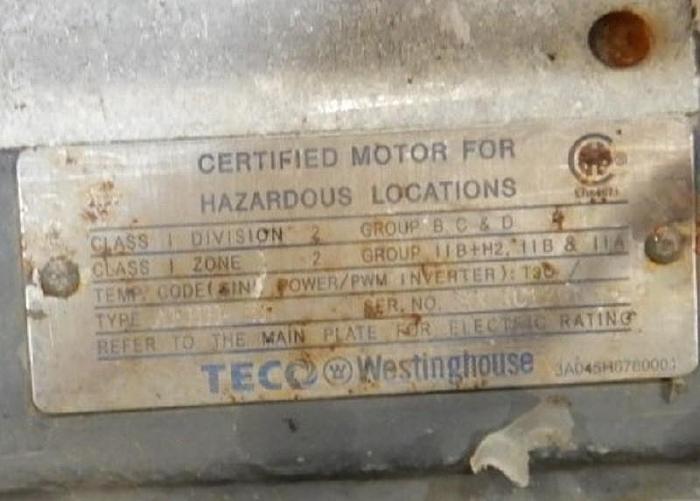 CERTIFIED MOTOR FOR
HAZARDOUS LOCATIONS
CLASS I DIVISION 2 GROUP B, C & D
CLASS I ZONE 2 GROUP IIB+H2, IIB & IIA
TEMP. CODE(SINE POWER/PWM INVERTER):
TYPE SER. NO.
REFER TO THE MAIN PLATE FOR ELECTRIC RATING
TECO W Westinghouse